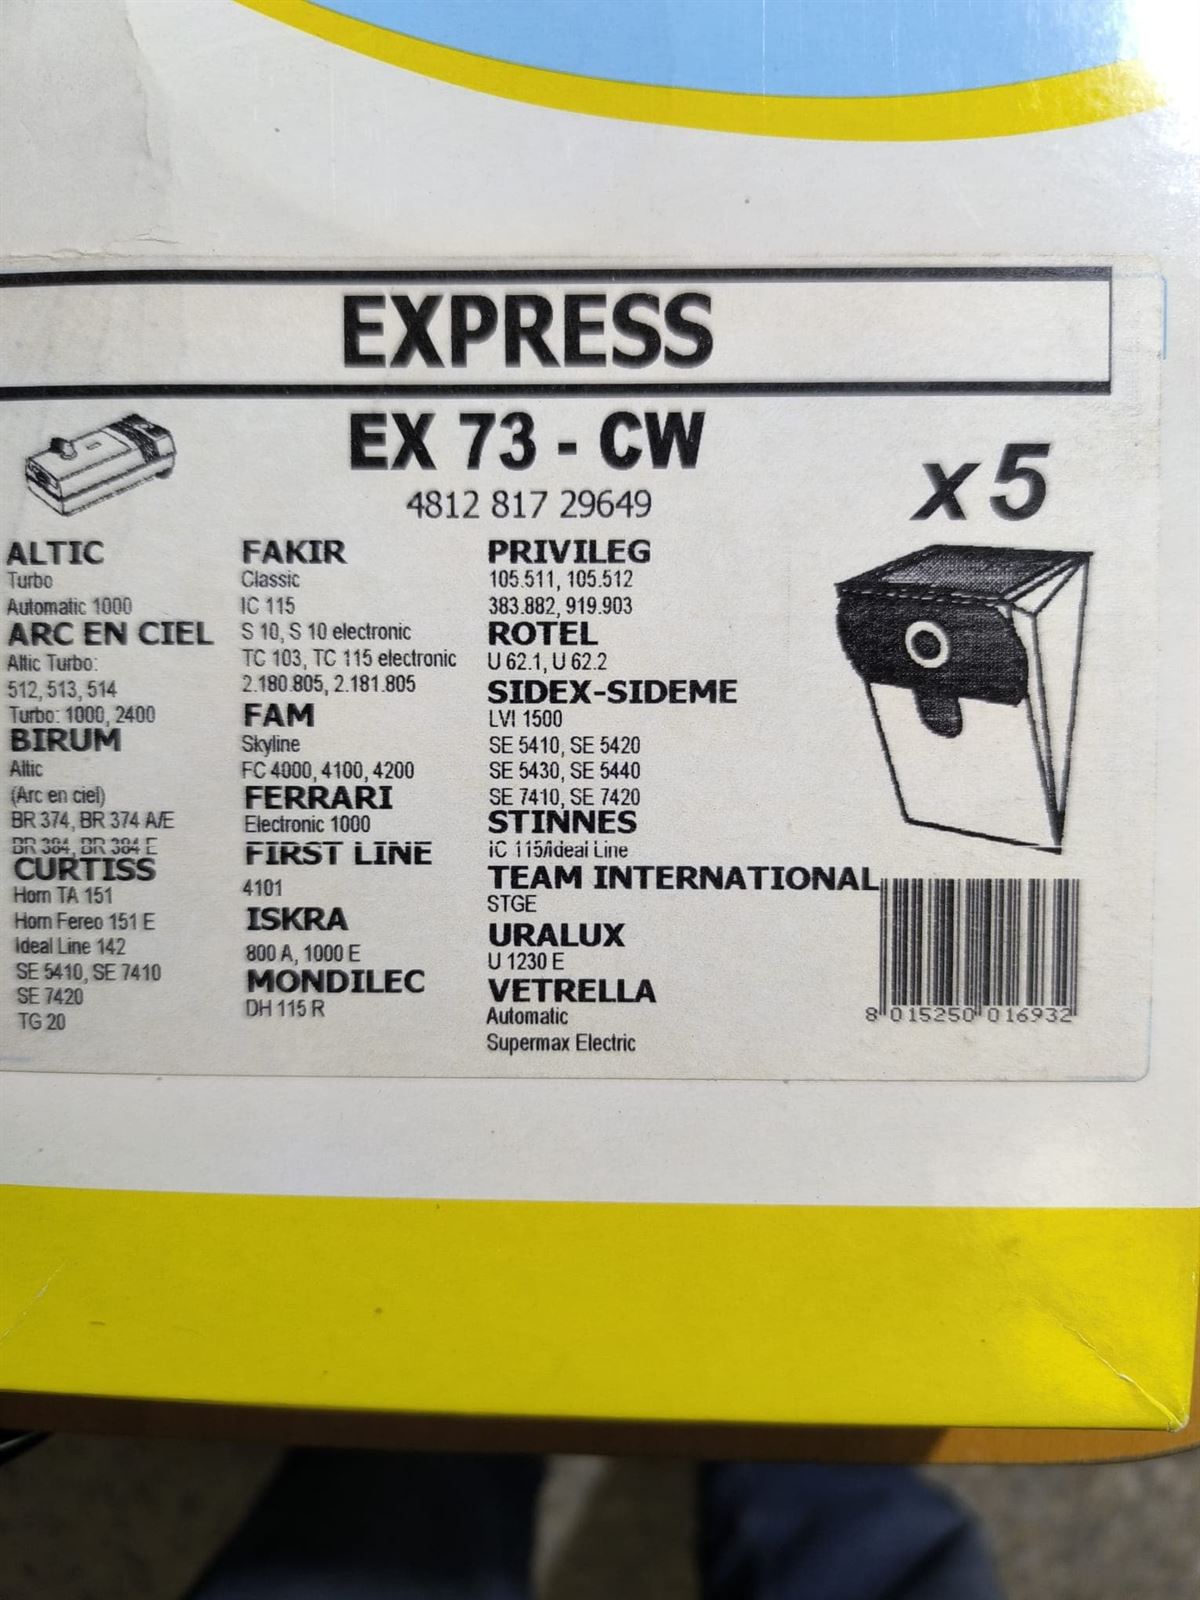 EXPRESS
EX 73 - CW
4812 817 29649
x 5
ALTIC
Turbo
Automatic 1000
ARC EN CIEL
Altic Turbo:
512, 513, 514
Turbo: 1000, 2400
BIRUM
Altic
(Arc en ciel)
BR 374, BR 374 A/E
BR 384, BR 384 E
CURTISS
Horn TA 151
Horn Fereo 151 E
Ideal Line 142
SE 5410, SE 7410
SE 7420
TG 20
FAKIR
Classic
IC 115
S 10, S 10 electronic
TC 103, TC 115 electronic
2.180.805, 2.181.805
FAM
Skyline
FC 4000, 4100, 4200
FERRARI
Electronic 1000
FIRST LINE
4101
ISKRA
800 A, 1000 E
MONDILEC
DH 115 R
PRIVILEG
105.511, 105.512
383.882, 919.903
ROTEL
U 62.1, U 62.2
SIDEX-SIDEME
LVI 1500
SE 5410, SE 5420
SE 5430, SE 5440
SE 7410, SE 7420
STINNES
IC 115/Ideal Line
TEAM INTERNATIONAL
STGE
URALUX
U 1230 E
VETRELLA
Automatic
Supermax Electric
8 015250 016932